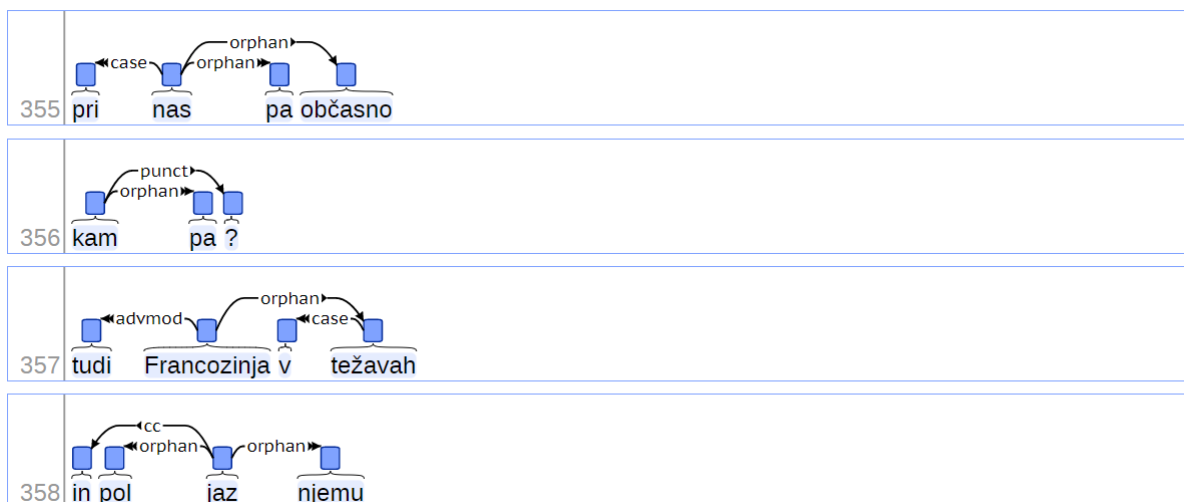 orphan
case orphan
355 pri nas pa občasno
punct
orphan
356 kam pa ?
orphan
advmod case
357 tudi Francozinja v težavah
cc
orphan orphan
358 in pol jaz njemu